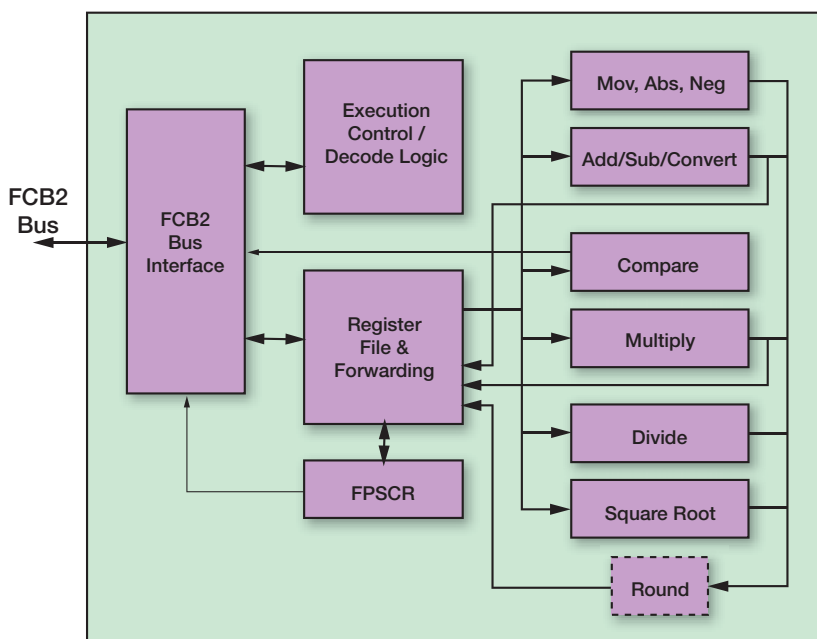 FCB2
Bus
FCB2
Bus
Interface
Execution
Control /
Decode Logic
Register
File &
Forwarding
FPSCR
Mov, Abs, Neg
Add/Sub/Convert
Compare
Multiply
Divide
Square Root
Round